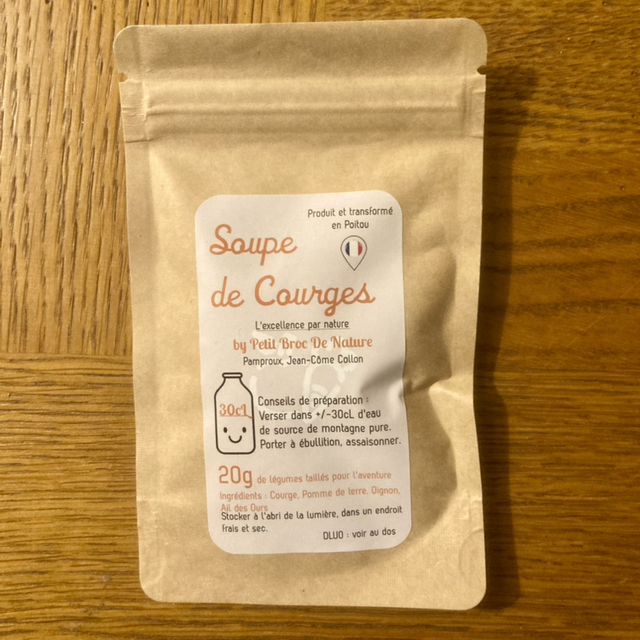 Produit et transformé
en Poitou
Soupe
de Courges
L'excellence par nature
by Petit Broc De Nature
Pamproux, Jean-Côme Collon
30cL
Conseils de préparation :
Verser dans +/-30cL d'eau
de source de montagne pure.
Porter à ébullition, assaisonner.
20g de légumes taillés pour l'aventure
Ingrédients : Courge, Pomme de terre, Oignon,
Ail des Ours
Stocker à l'abri de la lumière, dans un endroit
frais et sec.
DLUO : voir au dos